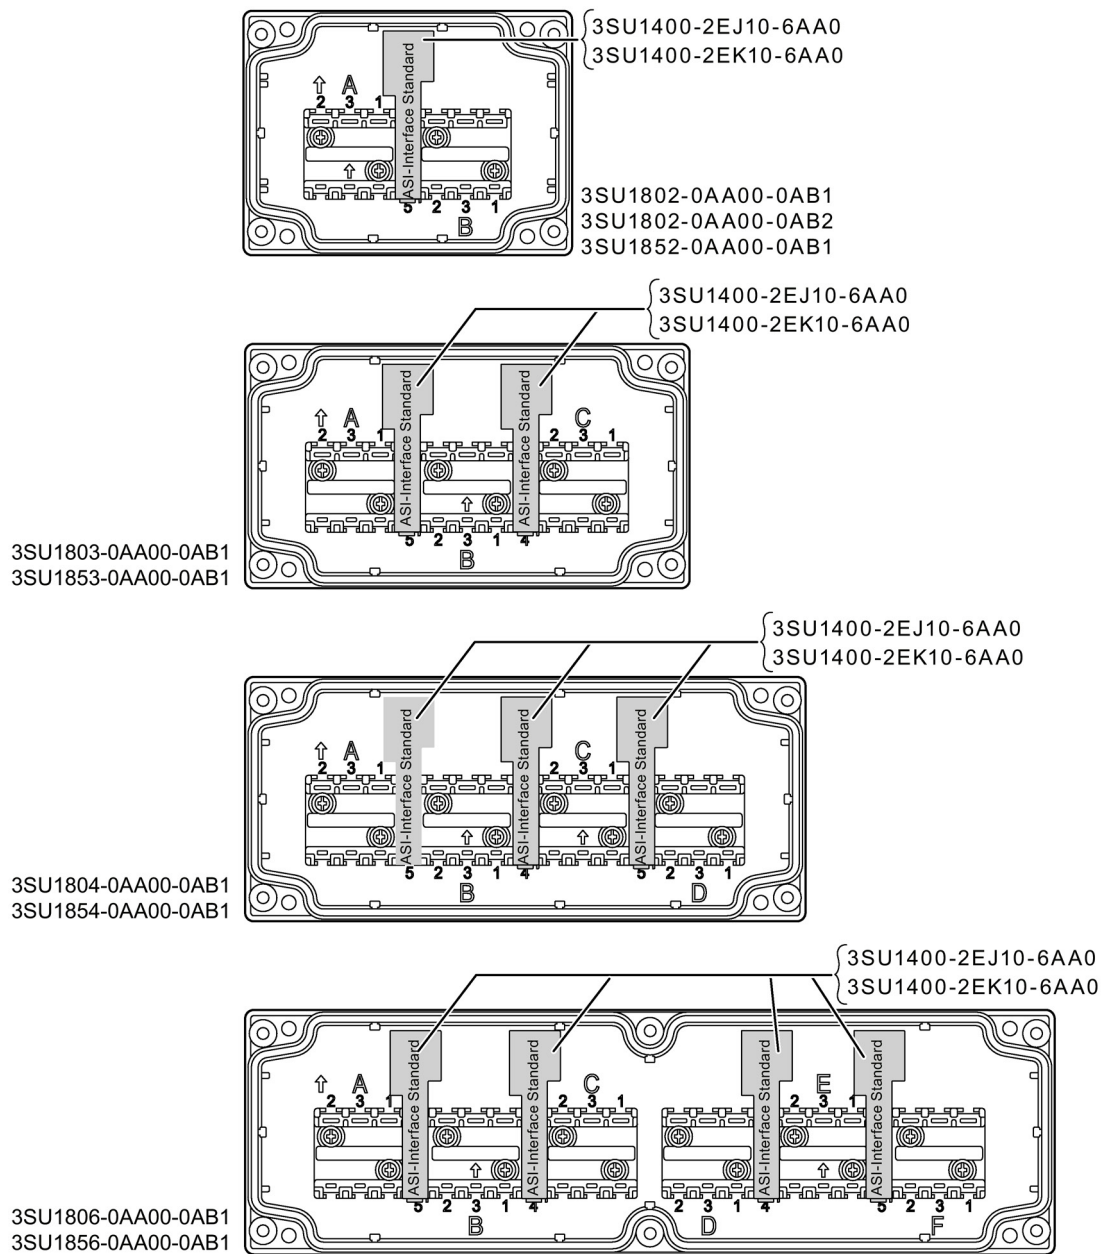 3SU1400-2EJ10-6AA0
3SU1400-2EK10-6AA0
A
2 3 1
ASI-Interface Standard
5 2 3 1
B
3SU1802-0AA00-0AB1
3SU1802-0AA00-0AB2
3SU1852-0AA00-0AB1
3SU1400-2EJ10-6AA0
3SU1400-2EK10-6AA0
A C
2 3 1 2 3 1
ASI-Interface Standard
ASI-Interface Standard
5 2 3 1 4
B
3SU1803-0AA00-0AB1
3SU1853-0AA00-0AB1
3SU1400-2EJ10-6AA0
3SU1400-2EK10-6AA0
A C
2 3 1 2 3 1
ASI-Interface Standard
ASI-Interface Standard
ASI-Interface Standard
5 2 3 1 4 5 2 3 1
B D
3SU1804-0AA00-0AB1
3SU1854-0AA00-0AB1
3SU1400-2EJ10-6AA0
3SU1400-2EK10-6AA0
A C E
2 3 1 2 3 1 2 3 1
ASI-Interface Standard
ASI-Interface Standard
ASI-Interface Standard
ASI-Interface Standard
5 2 3 1 4 2 3 1 4 5 2 3 1
B D F
3SU1806-0AA00-0AB1
3SU1856-0AA00-0AB1